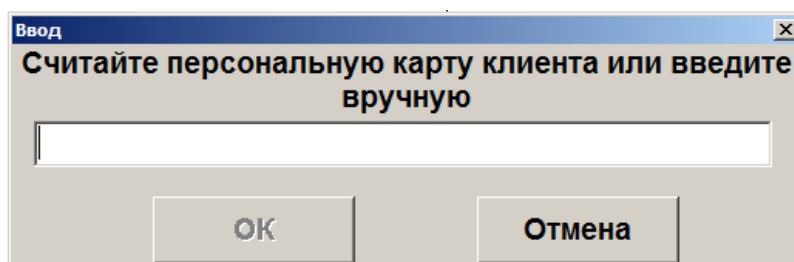 Ввод
Считайте персональную карту клиента или введите
вручную
ОК
Отмена